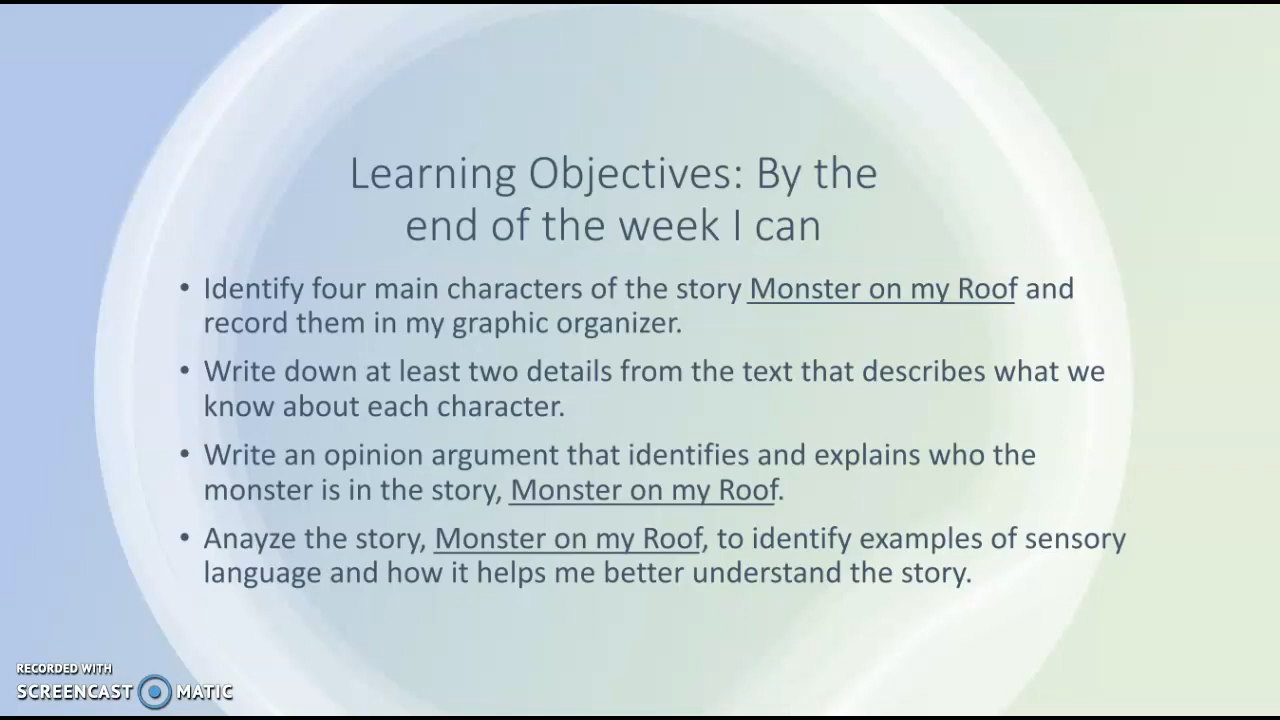 Learning Objectives: By the
end of the week I can
• Identify four main characters of the story Monster on my Roof and
record them in my graphic organizer.
• Write down at least two details from the text that describes what we
know about each character.
• Write an opinion argument that identifies and explains who the
monster is in the story, Monster on my Roof.
• Anayze the story, Monster on my Roof, to identify examples of sensory
language and how it helps me better understand the story.
RECORDED WITH
SCREENCAST MATIC